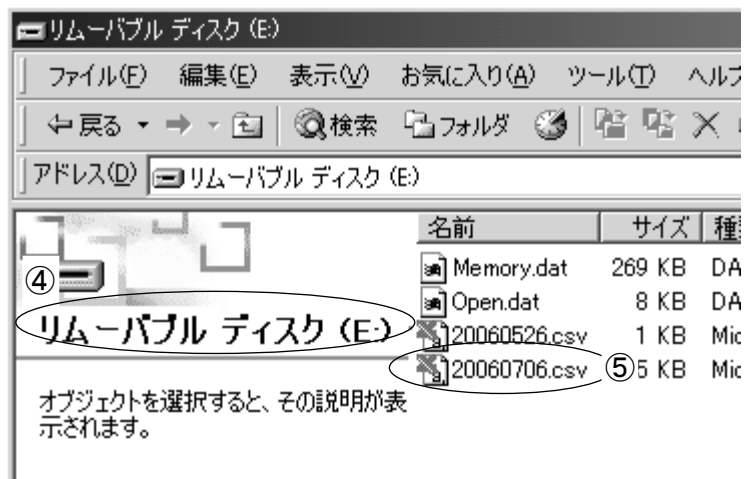 リムーバブル ディスク (E:)
ファイル(F) 編集(E) 表示(V) お気に入り(A) ツール(T) ヘルプ
戻る 検索 フォルダ
アドレス(D) リムーバブル ディスク (E:)
名前 サイズ 種類
④
Memory.dat 269 KB DA
Open.dat 8 KB DA
リムーバブル ディスク (E:)
20060526.csv 1 KB Mic
20060706.csv ⑤ 5 KB Mic
オブジェクトを選択すると、その説明が表
示されます。